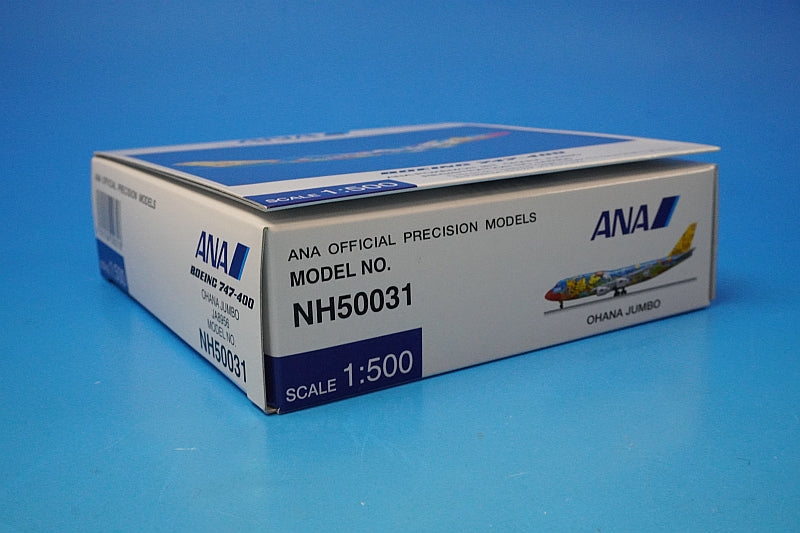 ANA
BOEING 747-400
SCALE 1:500
ANA OFFICIAL PRECISION MODELS
ANA
BOEING 747-400
OHANA JUMBO
JA8956
MODEL NO.
NH50031
ANA OFFICIAL PRECISION MODELS
MODEL NO.
NH50031
SCALE 1:500
ANA
OHANA JUMBO